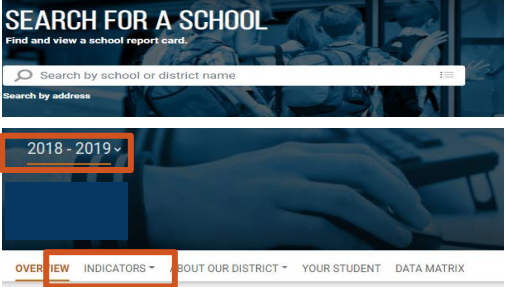 SEARCH FOR A SCHOOL
Find and view a school report card.
Search by school or district name
Search by address
2018 - 2019
OVERVIEW INDICATORS ABOUT OUR DISTRICT YOUR STUDENT DATA MATRIX